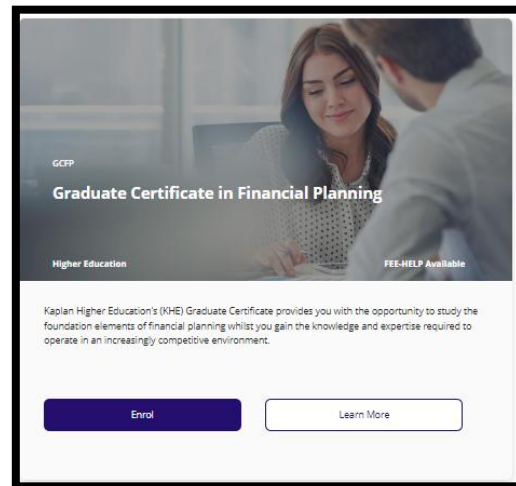 GCFP
Graduate Certificate in Financial Planning
Higher Education
FEE-HELP Available
Kaplan Higher Education's (KHE) Graduate Certificate provides you with the opportunity to study the
foundation elements of financial planning whilst you gain the knowledge and expertise required to
operate in an increasingly competitive environment.
Enrol
Learn More